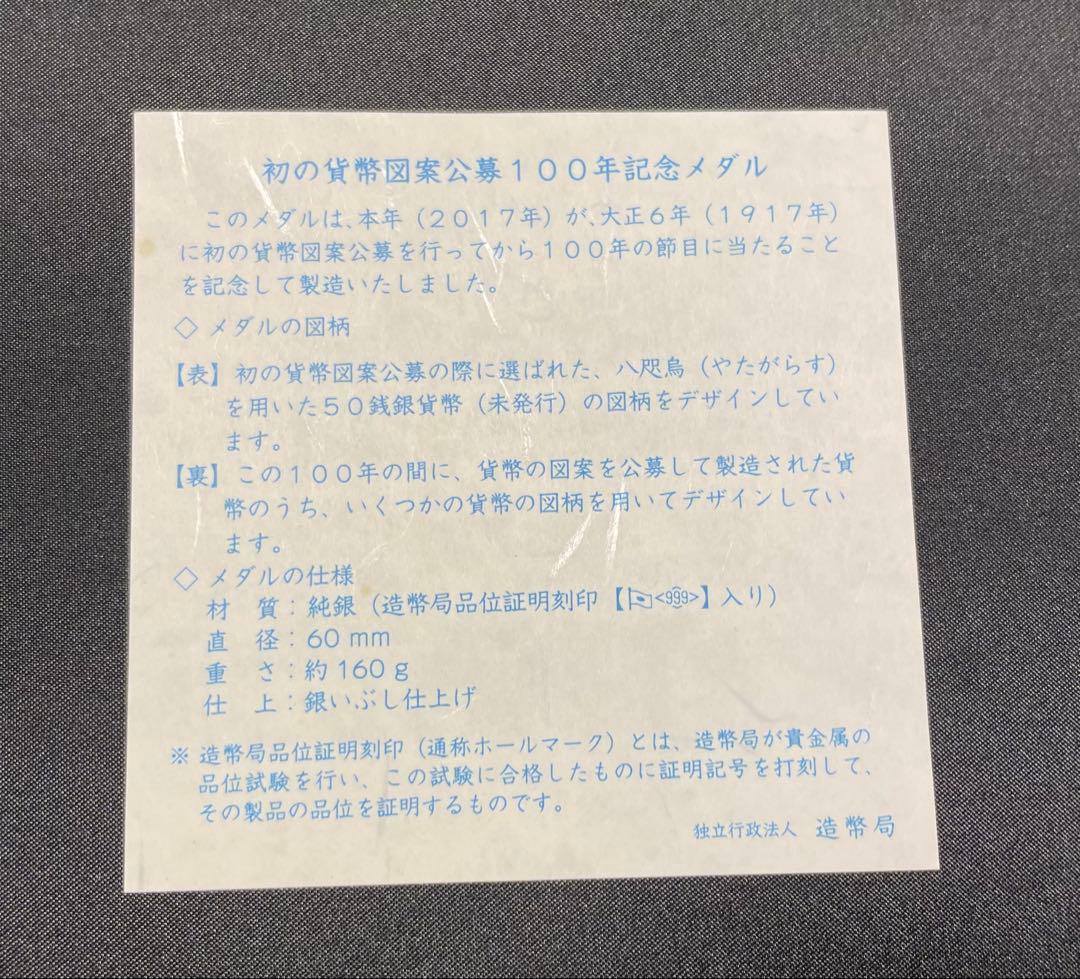 初の貨幣図案公募１００年記念メダル
このメダルは、本年（２０１７年）が、大正６年（１９１７年）
に初の貨幣図案公募を行ってから１００年の節目に当たること
を記念して製造いたしました。
◇ メダルの図柄
【表】初の貨幣図案公募の際に選ばれた、八咫烏（やたがらす）
を用いた５０銭銀貨幣（未発行）の図柄をデザインしてい
ます。
【裏】この１００年の間に、貨幣の図案を公募して製造された貨
幣のうち、いくつかの貨幣の図柄を用いてデザインしてい
ます。
◇ メダルの仕様
材　質：純銀（造幣局品位証明刻印【<999>】入り）
直　径：60 mm
重　さ：約 160 g
仕　上：銀いぶし仕上げ
※ 造幣局品位証明刻印（通称ホールマーク）とは、造幣局が貴金属の
品位試験を行い、この試験に合格したものに証明記号を打刻して、
その製品の品位を証明するものです。
独立行政法人　造幣局